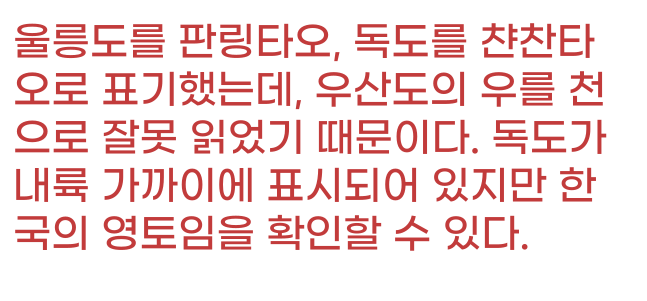 울릉도를 판링타오, 독도를 챤찬타
오로 표기했는데, 우산도의 우를 천
으로 잘못 읽었기 때문이다. 독도가
내륙 가까이에 표시되어 있지만 한
국의 영토임을 확인할 수 있다.